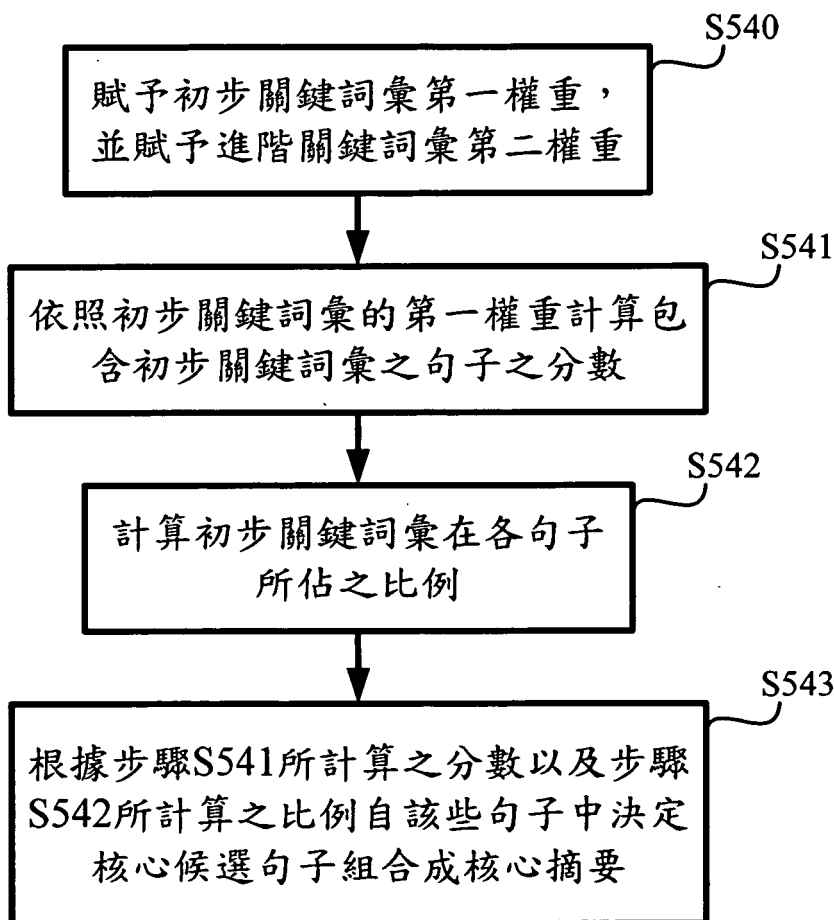 S540
賦予初步關鍵詞彙第一權重，
並賦予進階關鍵詞彙第二權重
S541
依照初步關鍵詞彙的第一權重計算包
含初步關鍵詞彙之句子之分數
S542
計算初步關鍵詞彙在各句子
所佔之比例
S543
根據步驟S541所計算之分數以及步驟
S542所計算之比例自該些句子中決定
核心候選句子組合成核心摘要